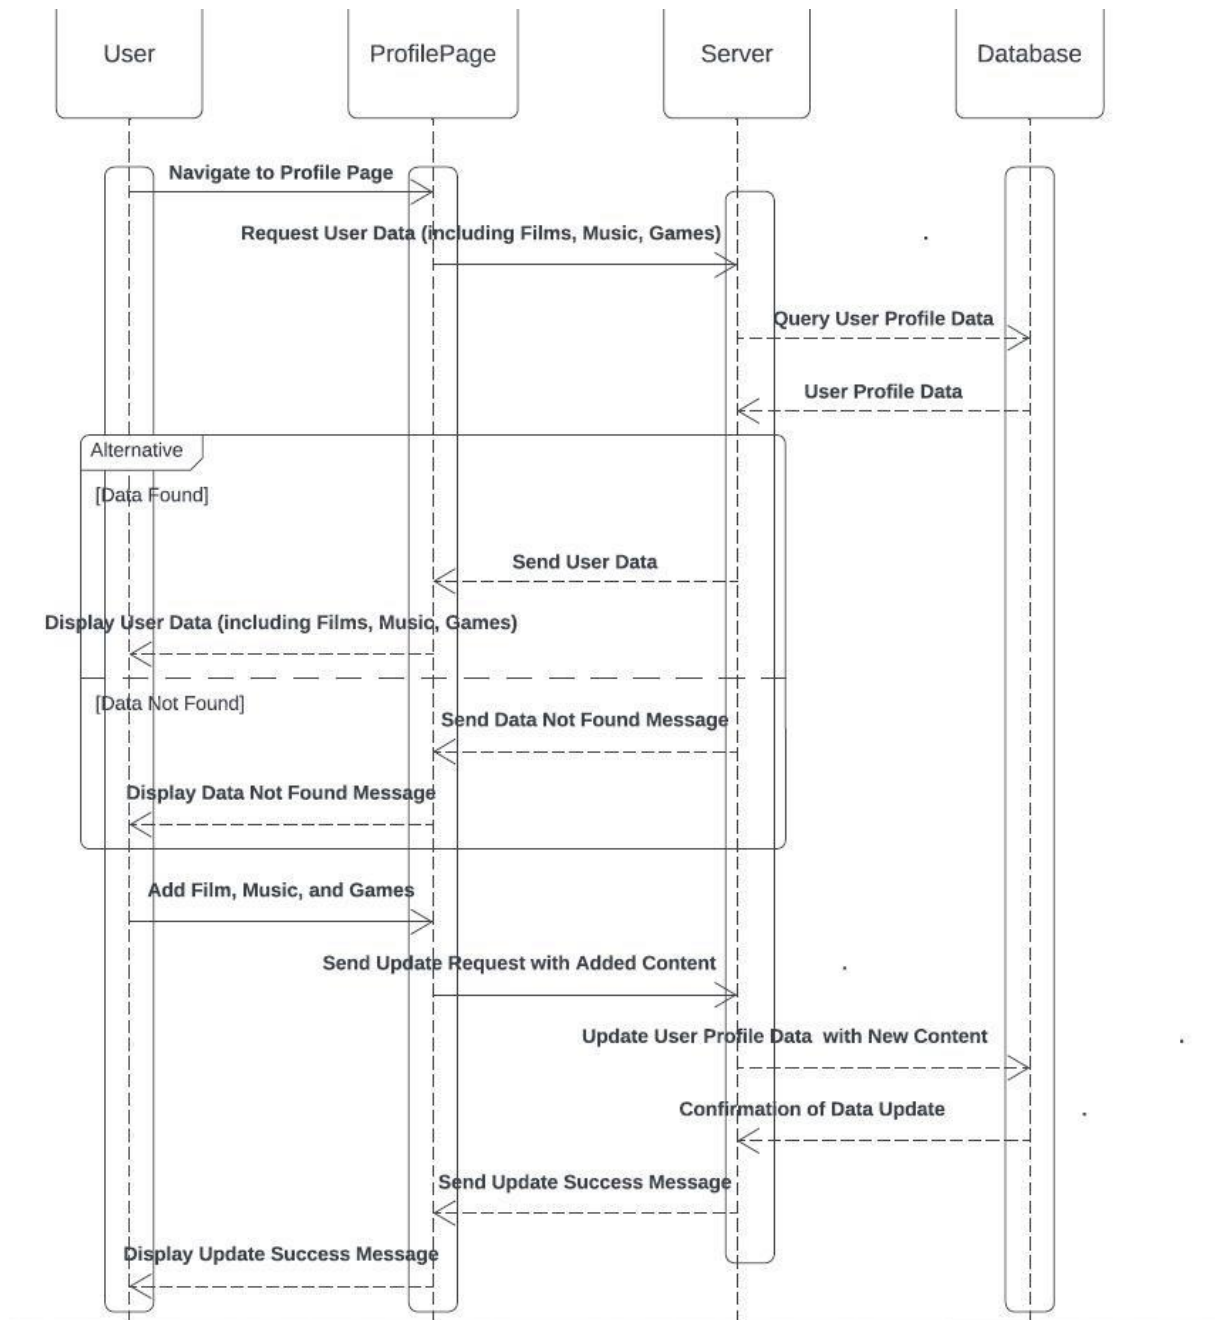 User
ProfilePage
Server
Database
Navigate to Profile Page
Request User Data (including Films, Music, Games)
Query User Profile Data
User Profile Data
Alternative
[Data Found]
Send User Data
Display User Data (including Films, Music, Games)
[Data Not Found]
Send Data Not Found Message
Display Data Not Found Message
Add Film, Music, and Games
Send Update Request with Added Content
Update User Profile Data  with New Content
Confirmation of Data Update
Send Update Success Message
Display Update Success Message